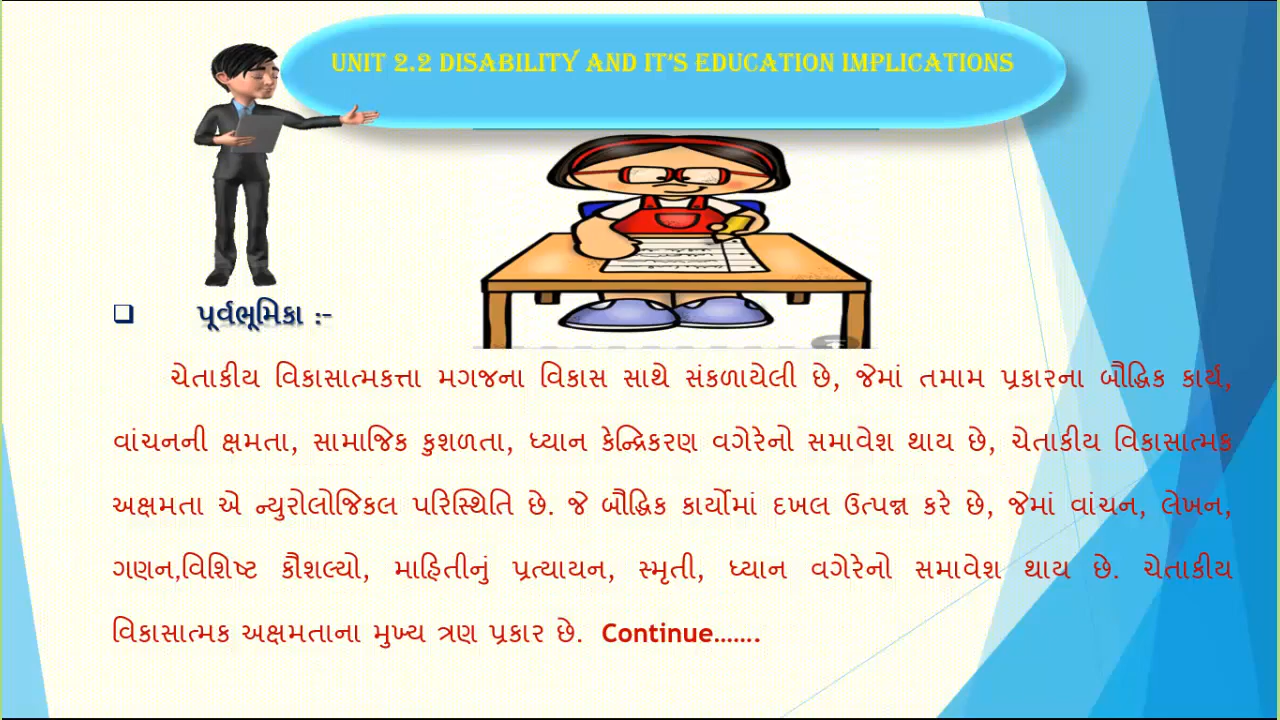 UNIT 2.2 DISABILITY AND IT'S EDUCATION IMPLICATIONS
❑ પૂર્વભૂમિકા :-
ચેતાકીય વિકાસાત્મકત્તા મગજના વિકાસ સાથે સંકળાયેલી છે, જેમાં તમામ પ્રકારના બૌદ્ધિક કાર્ય,
વાંચનની ક્ષમતા, સામાજિક કુશળતા, ધ્યાન કેન્દ્રિકરણ વગેરેનો સમાવેશ થાય છે, ચેતાકીય વિકાસાત્મક
અક્ષમતા એ ન્યુરોલોજિકલ પરિસ્થિતિ છે. જે બૌદ્ધિક કાર્યોમાં દખલ ઉત્પન્ન કરે છે, જેમાં વાંચન, લેખન,
ગણન,વિશિષ્ટ કૌશલ્યો, માહિતીનું પ્રત્યાયન, સ્મૃતી, ધ્યાન વગેરેનો સમાવેશ થાય છે. ચેતાકીય
વિકાસાત્મક અક્ષમતાના મુખ્ય ત્રણ પ્રકાર છે. Continue.......